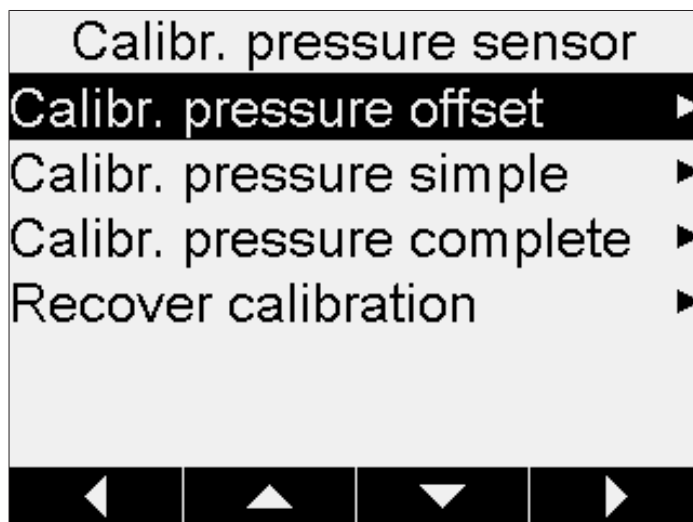 Calibr. pressure sensor
Calibr. pressure offset
Calibr. pressure simple
Calibr. pressure complete
Recover calibration